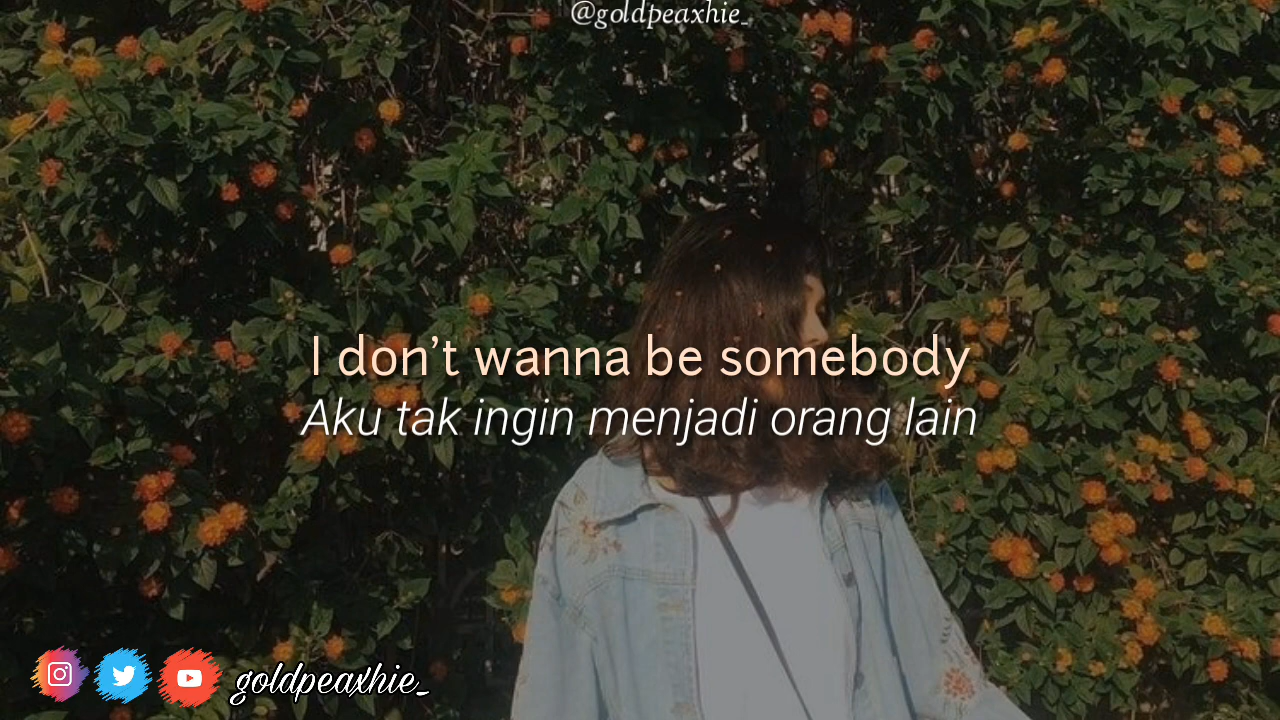 @goldpeaxhie_
I don't wanna be somebody
Aku tak ingin menjadi orang lain
goldpeaxhie_